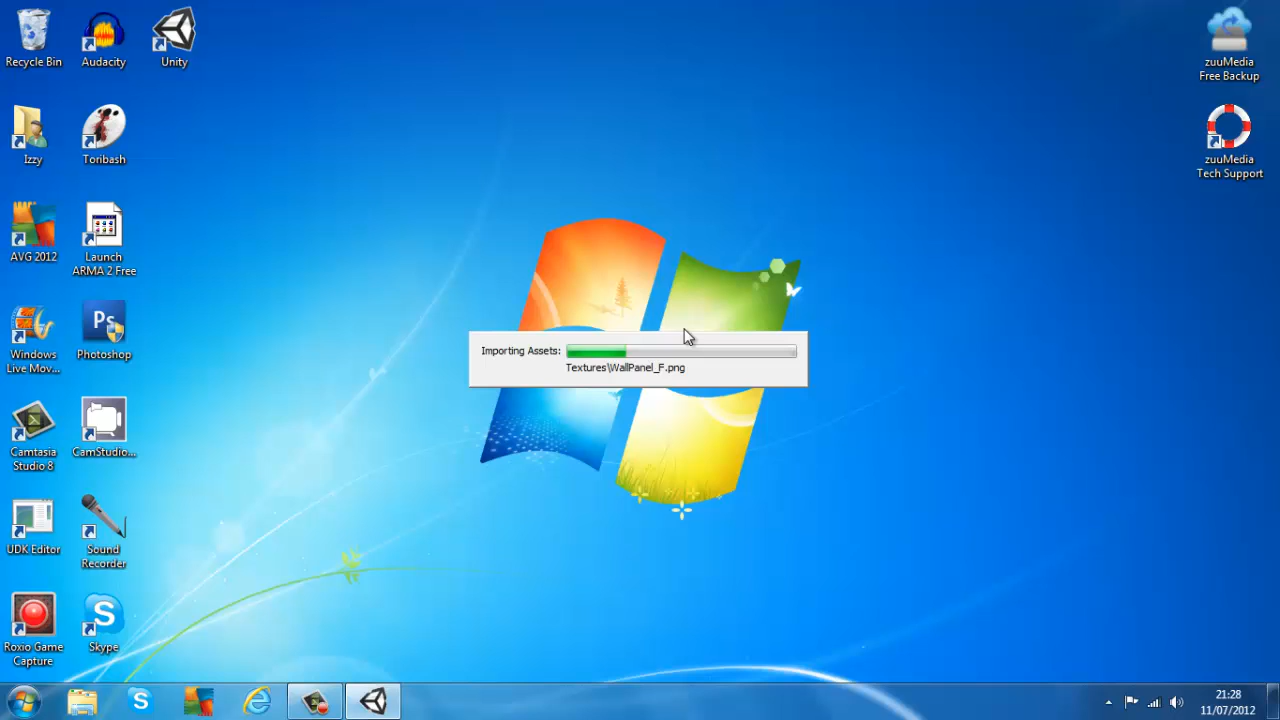 Recycle Bin
Audacity
Unity
zuuMedia
Free Backup
Izzy
Toribash
zuuMedia
Tech Support
AVG 2012
Launch
ARMA 2 Free
Windows
Live Mov...
Ps
Photoshop
Importing Assets:
Textures\WallPanel_F.png
Camtasia
Studio 8
CamStudio...
UDK Editor
Sound
Recorder
Roxio Game
Capture
Skype
21:28
11/07/2012